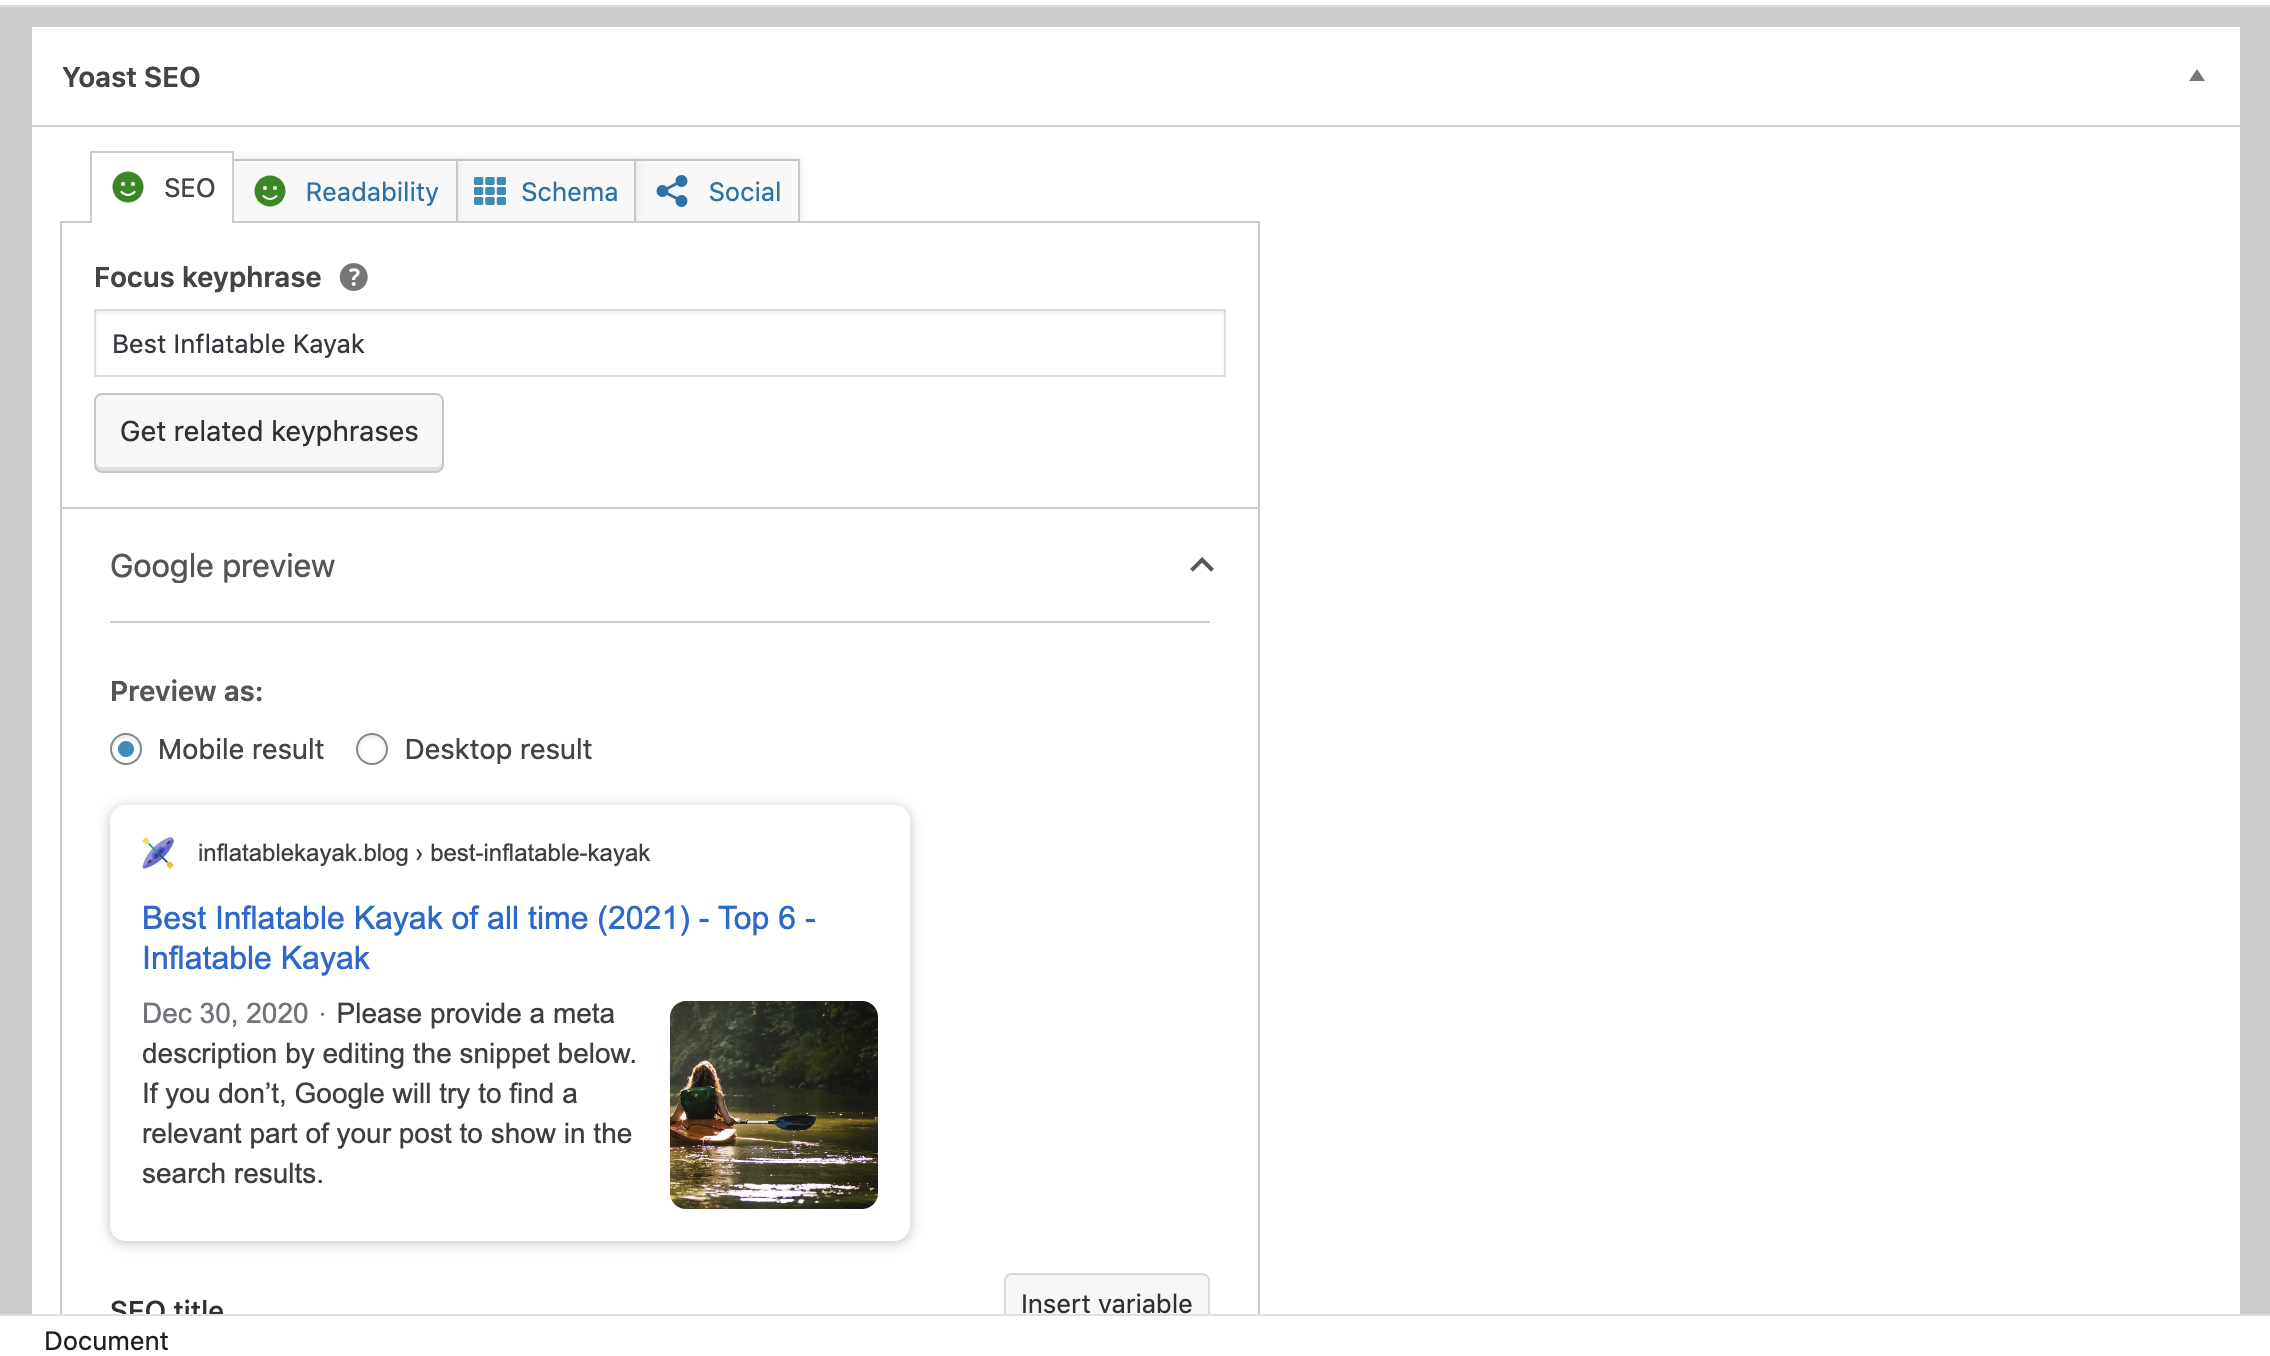 Yoast SEO
SEO
Readability
Schema
Social
Focus keyphrase ?
Best Inflatable Kayak
Get related keyphrases
Google preview
Preview as:
Mobile result
Desktop result
inflatablekayak.blog › best-inflatable-kayak
Best Inflatable Kayak of all time (2021) - Top 6 -
Inflatable Kayak
Dec 30, 2020 · Please provide a meta
description by editing the snippet below.
If you don’t, Google will try to find a
relevant part of your post to show in the
search results.
SEO title
Insert variable
Document